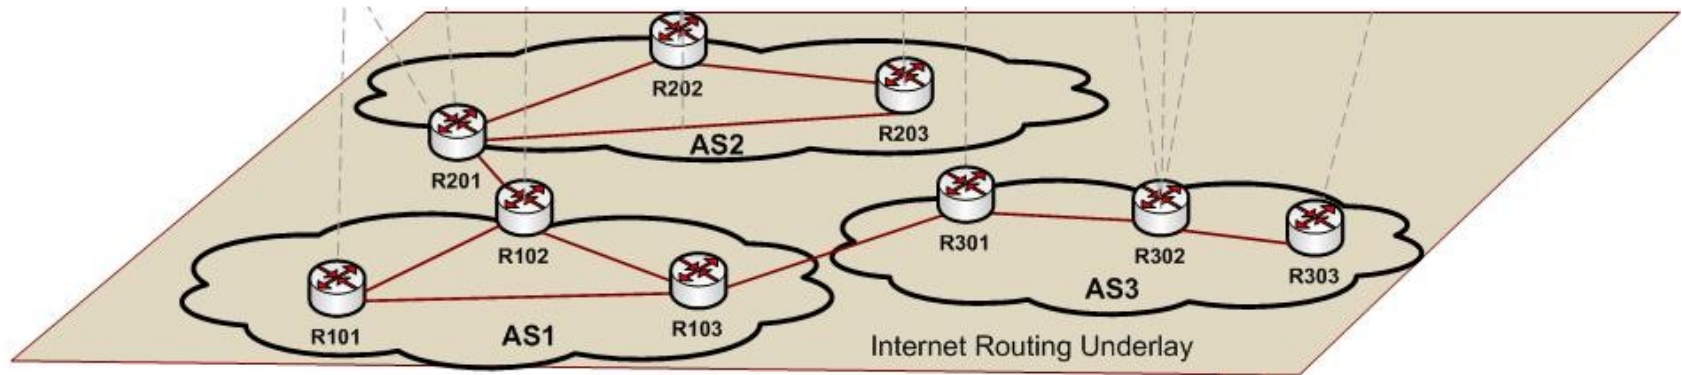 R202
R203
AS2
R201
R301
R302
R303
R102
AS3
R101
R103
AS1
Internet Routing Underlay